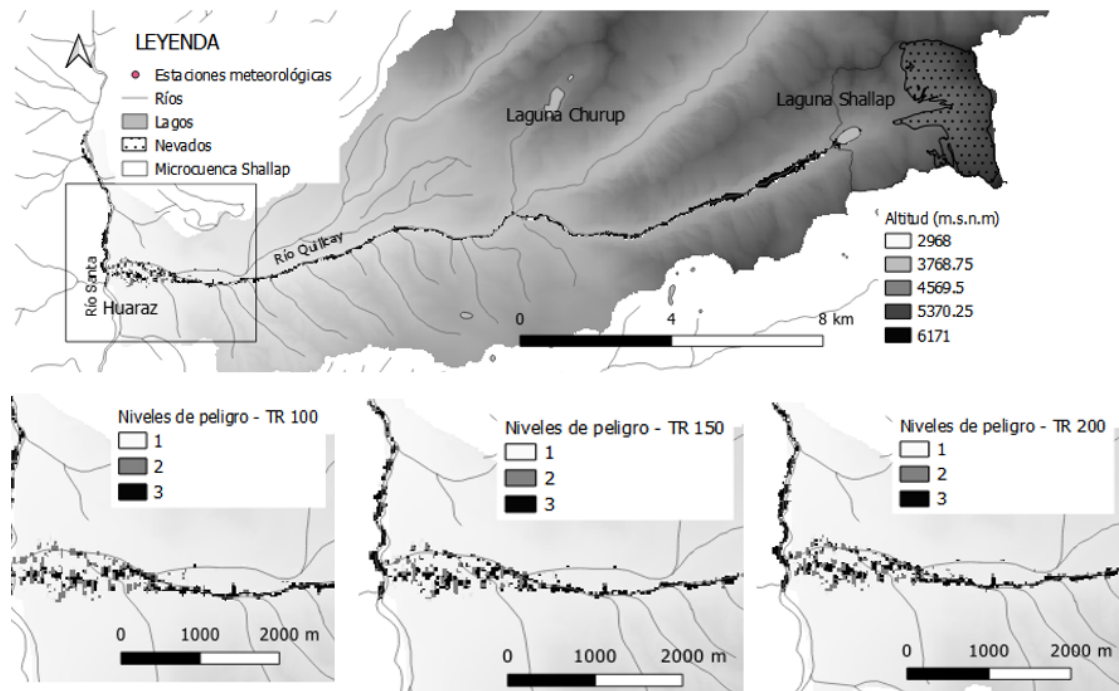 LEYENDA
Estaciones meteorológicas
Ríos
Lagos
Nevados
Microcuenca Shallap
Laguna Churup
Laguna Shallap
Río Quilcay
Río Santa
Huaraz
0 4 8 km
Altitud (m.s.n.m)
2968
3768.75
4569.5
5370.25
6171
Niveles de peligro - TR 100
1
2
3
0 1000 2000 m
Niveles de peligro - TR 150
1
2
3
0 1000 2000 m
Niveles de peligro - TR 200
1
2
3
0 1000 2000 m